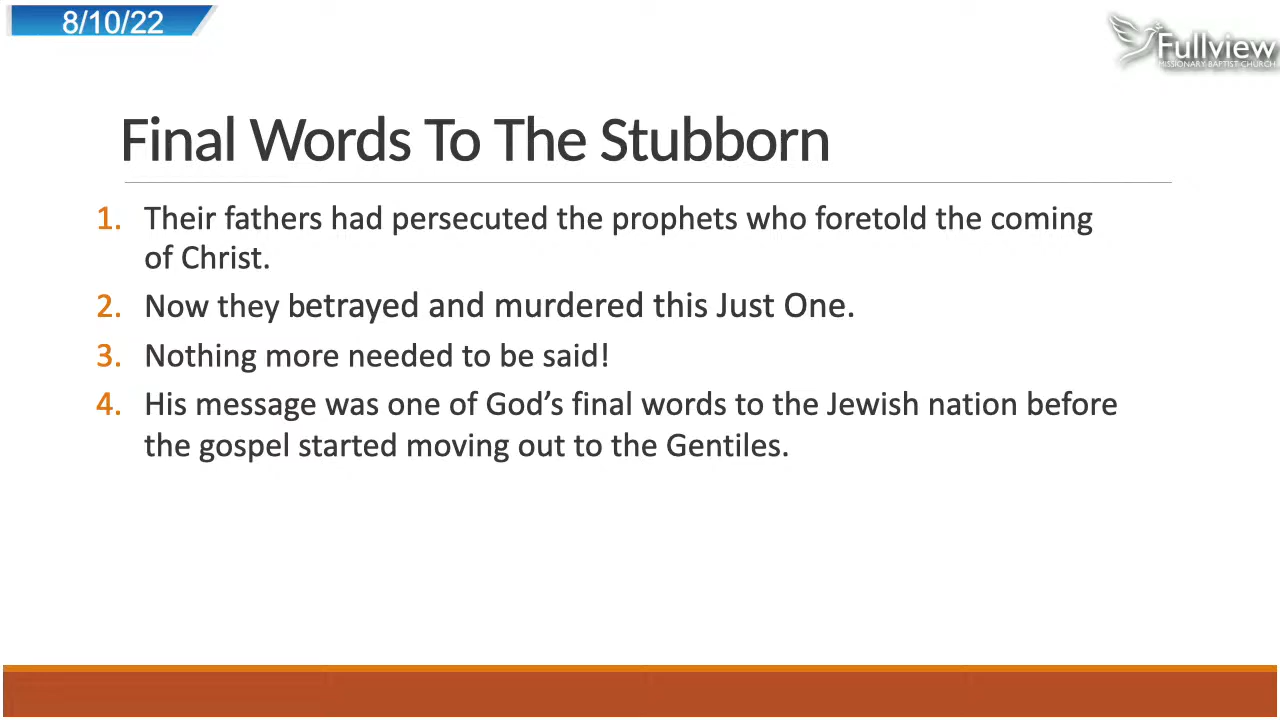 8/10/22
Fullview
MISSIONARY BAPTIST CHURCH
Final Words To The Stubborn
1. Their fathers had persecuted the prophets who foretold the coming
of Christ.
2. Now they betrayed and murdered this Just One.
3. Nothing more needed to be said!
4. His message was one of God’s final words to the Jewish nation before
the gospel started moving out to the Gentiles.